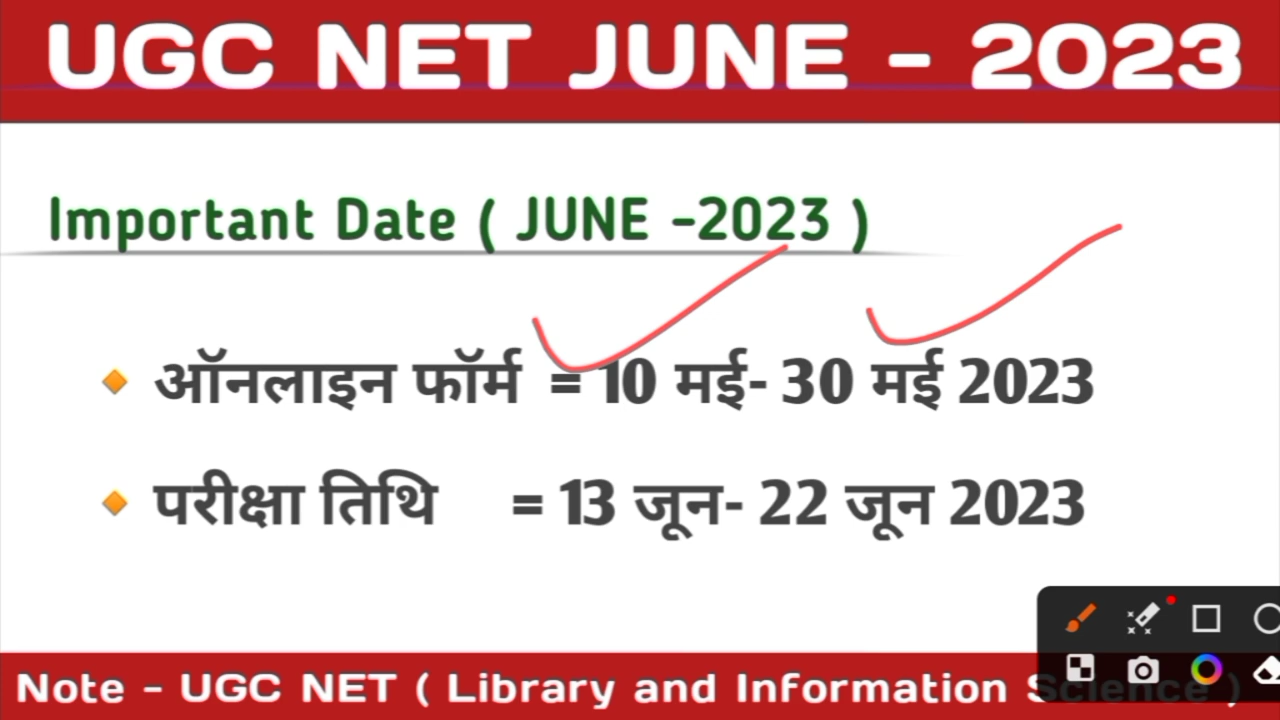 UGC NET JUNE - 2023
Important Date ( JUNE -2023 )
ऑनलाइन फॉर्म = 10 मई- 30 मई 2023
परीक्षा तिथि = 13 जून- 22 जून 2023
Note - UGC NET ( Library and Information Science )